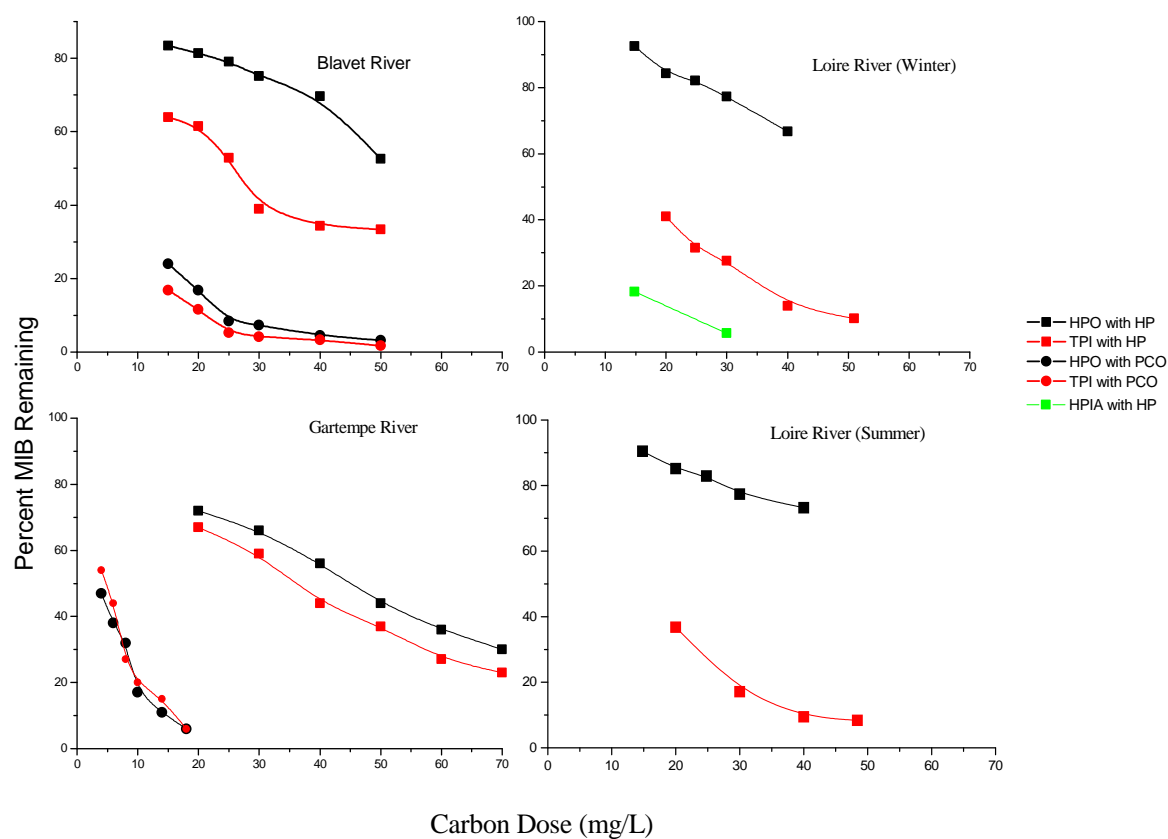 Percent MIB Remaining
Blavet River
80
60
40
20
0
0 10 20 30 40 50 60 70
Loire River (Winter)
100
80
60
40
20
0
0 10 20 30 40 50 60 70
HPO with HP
TPI with HP
HPO with PCO
TPI with PCO
HPIA with HP
Gartempe River
100
80
60
40
20
0
0 10 20 30 40 50 60 70
Loire River (Summer)
100
80
60
40
20
0
0 10 20 30 40 50 60 70
Carbon Dose (mg/L)